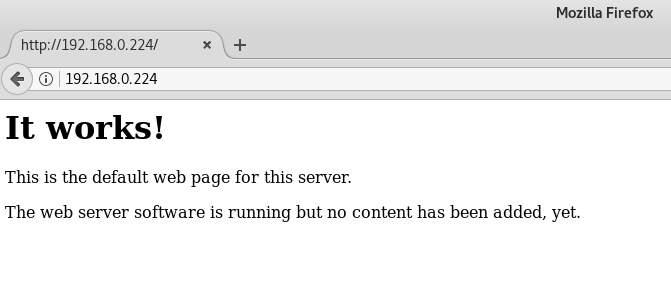 Mozilla Firefox
http://192.168.0.224/
192.168.0.224
It works!
This is the default web page for this server.
The web server software is running but no content has been added, yet.